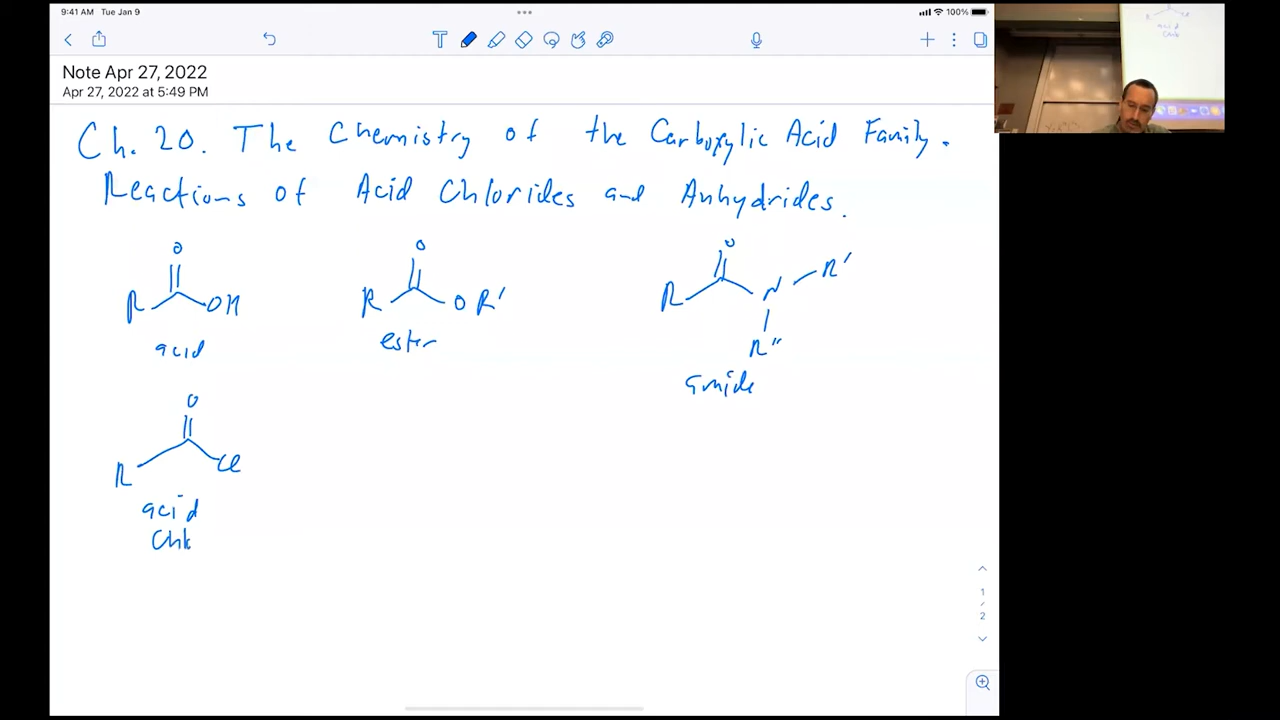 9:41 AM Tue Jan 9
100%
Note Apr 27, 2022
Apr 27, 2022 at 5:49 PM
Ch. 20. The Chemistry of the Carboxylic Acid Family.
Reactions of Acid Chlorides and Anhydrides.
O
R OH
acid
O
R OR'
ester
O
R N R'
R"
amide
O
R Cl
acid
Chl
1
2